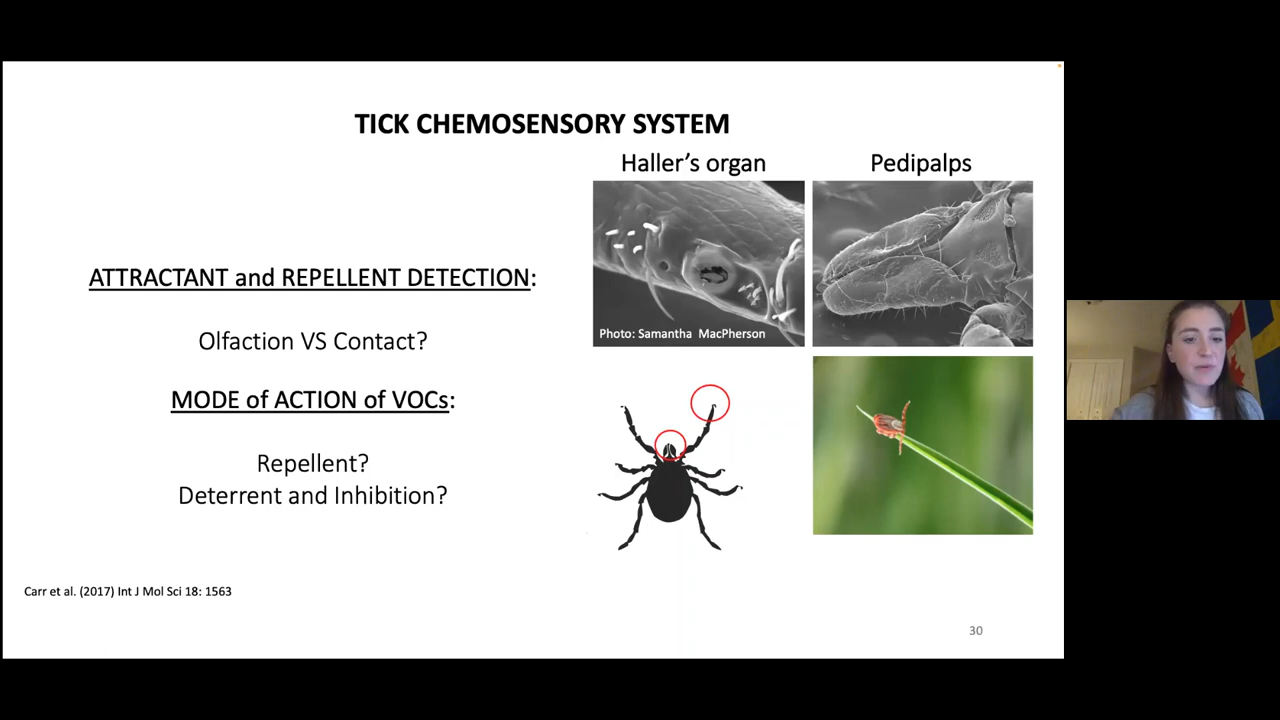 TICK CHEMOSENSORY SYSTEM
Haller’s organ
Pedipalps
ATTRACTANT and REPELLENT DETECTION:
Photo: Samantha MacPherson
Olfaction VS Contact?
MODE of ACTION of VOCs:
Repellent?
Deterrent and Inhibition?
Carr et al. (2017) Int J Mol Sci 18: 1563
30